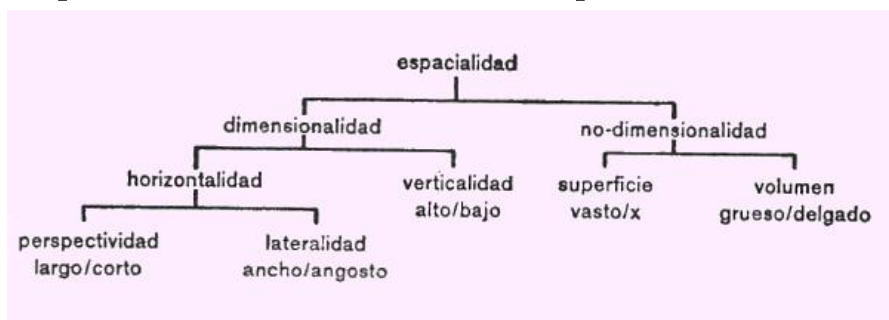 espacialidad
dimensionalidad
no-dimensionalidad
horizontalidad
verticalidad
alto/bajo
superficie
vasto/x
volumen
grueso/delgado
perspectividad
largo/corto
lateralidad
ancho/angosto